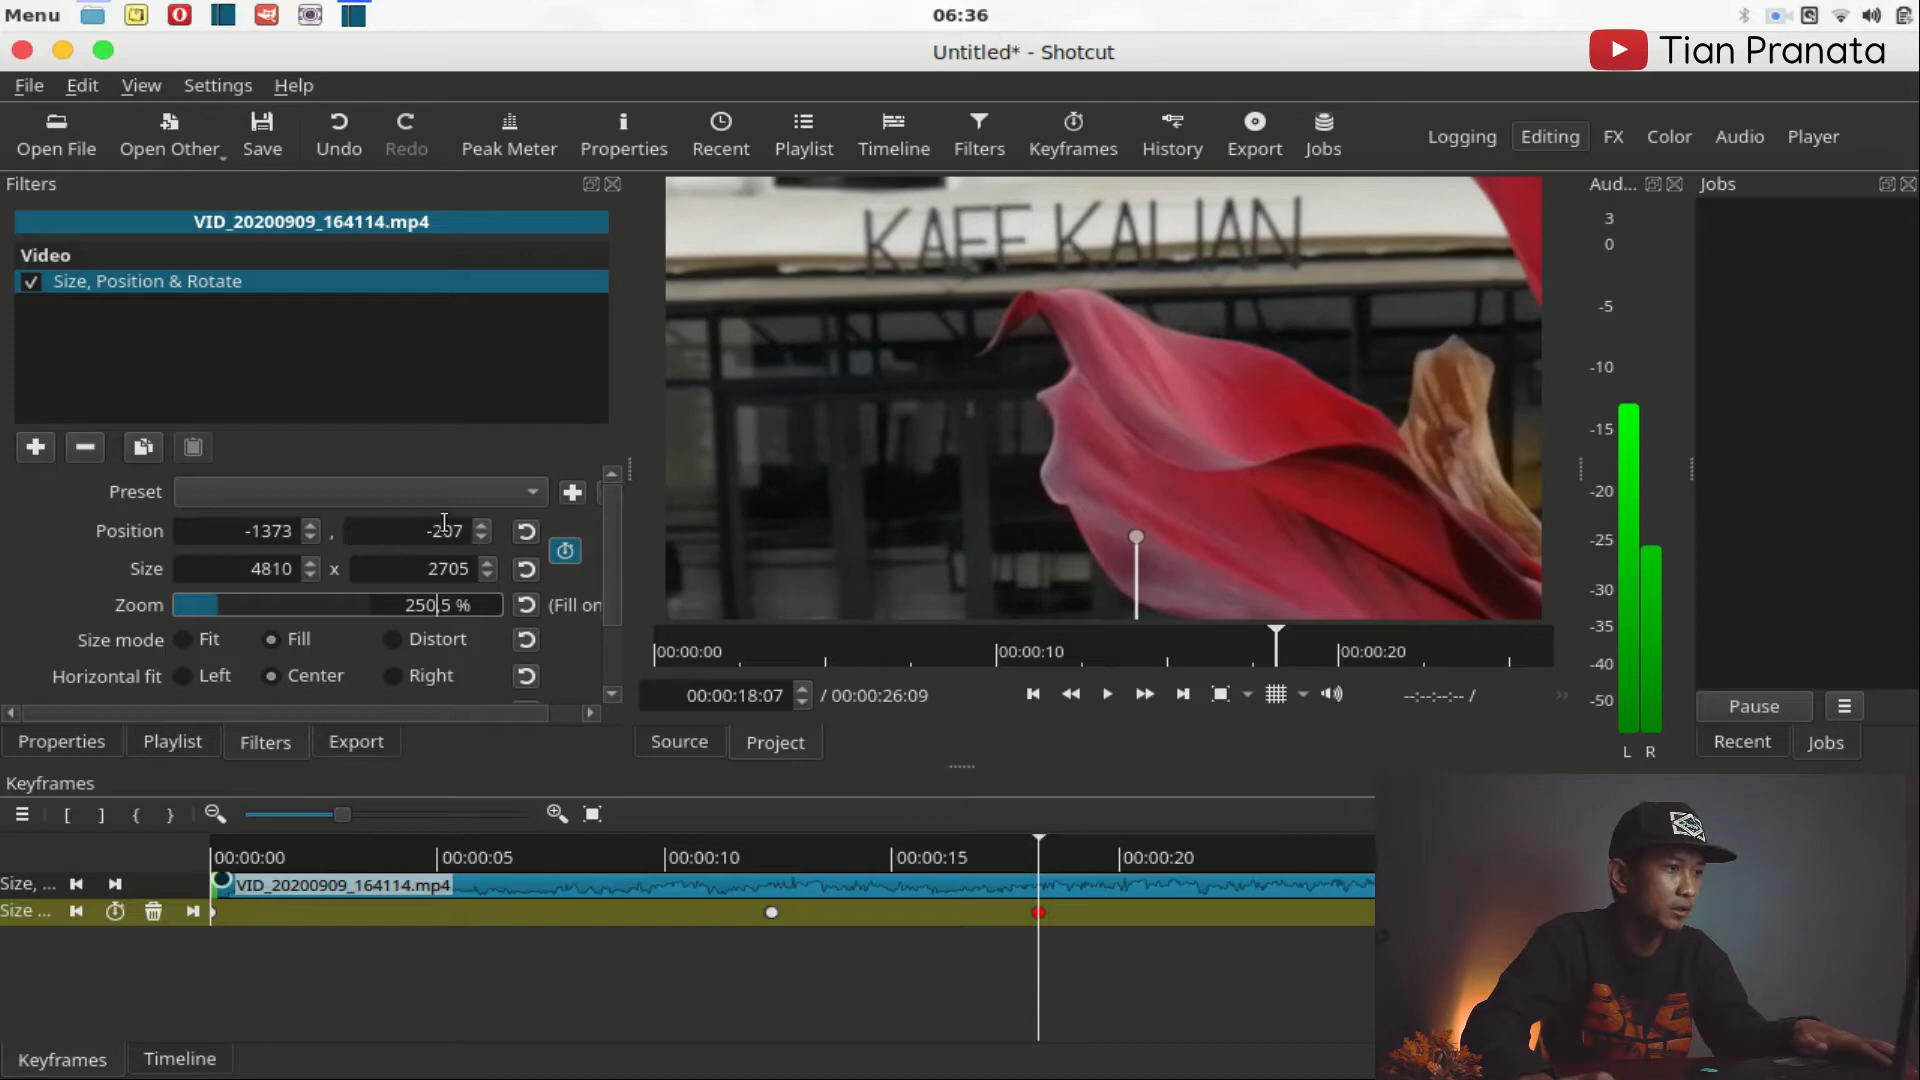 Menu
06:36
Untitled* - Shotcut
Tian Pranata
File Edit View Settings Help
Open File Open Other Save Undo Redo Peak Meter Properties Recent Playlist Timeline Filters Keyframes History Export Jobs
Logging Editing FX Color Audio Player
Filters
VID_20200909_164114.mp4
Video
Size, Position & Rotate
Preset
Position -1373 , -207
Size 4810 x 2705
Zoom 250,5 % (Fill on
Size mode Fit Fill Distort
Horizontal fit Left Center Right
Properties Playlist Filters Export
KAFE KALIAN
00:00:00 00:00:10 00:00:20
00:00:18:07 / 00:00:26:09
--:--:--:-- /
Source Project
Aud...
3
0
-5
-10
-15
-20
-25
-30
-35
-40
-50
L R
Jobs
Pause
Recent Jobs
Keyframes
[ ] { }
00:00:00 00:00:05 00:00:10 00:00:15 00:00:20
Size, ...
VID_20200909_164114.mp4
Size ...
Keyframes Timeline